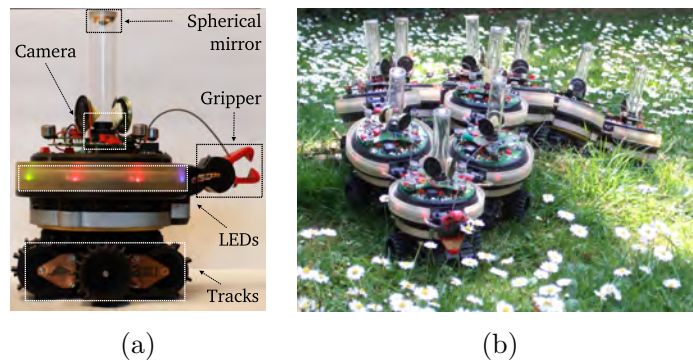 Spherical
mirror
Camera
Gripper
LEDs
Tracks
(a)
(b)